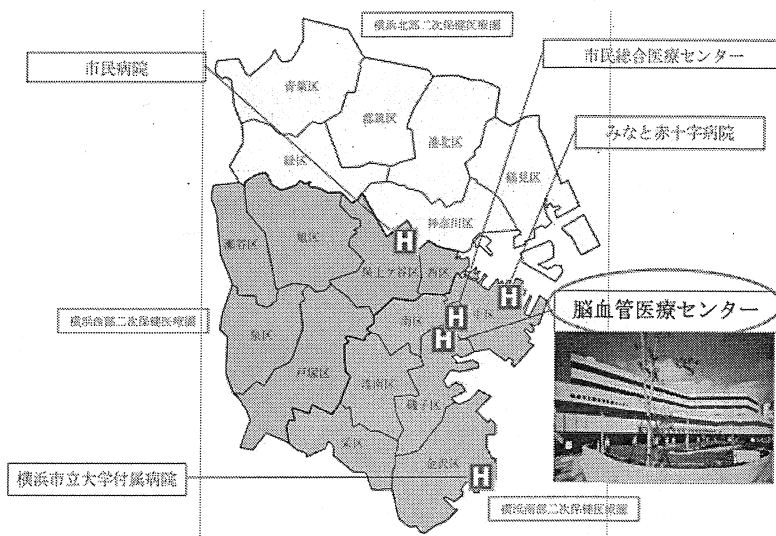 横浜北部二次保健医療圏
市民病院
市民総合医療センター
青葉区
都筑区
港北区
みなと赤十字病院
緑区
鶴見区
神奈川区
瀬谷区
旭区
保土ケ谷区
西区
中区
脳血管医療センター
横浜西部二次保健医療圏
南区
泉区
戸塚区
港南区
磯子区
栄区
金沢区
横浜市立大学付属病院
横浜南部二次保健医療圏
H
H
H
H
H